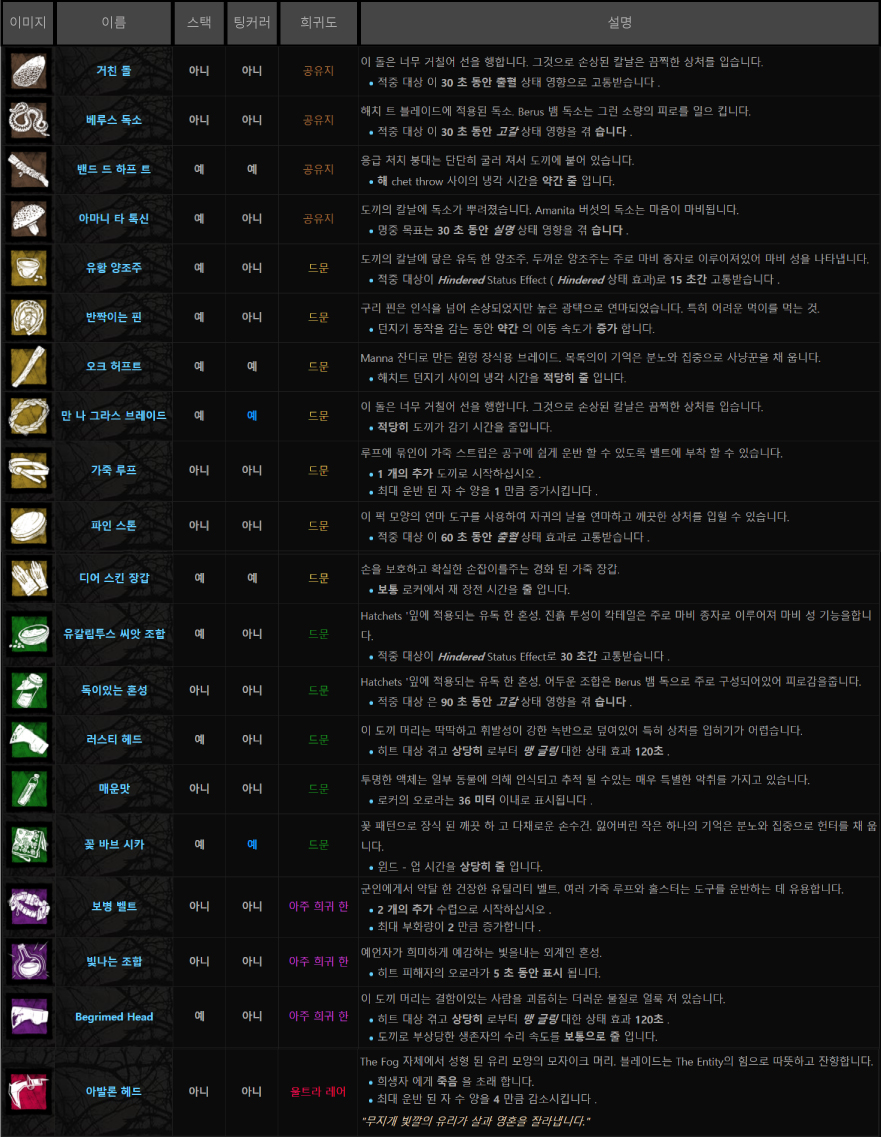 이미지 이름 스택 팅커러 희귀도 설명
거친 돌 아니 아니 공유지
이 돌은 너무 거칠어 선을 행합니다. 그것으로 손상된 칼날은 끔찍한 상처를 입습니다.
• 적중 대상 이 30 초 동안 출혈 상태 영향으로 고통받습니다 .
베루스 독소 아니 아니 공유지
해치 트 블레이드에 적용된 독소. Berus 뱀 독소는 그런 소량의 피로를 일으 킵니다.
• 적중 대상 이 30 초 동안 고갈 상태 영향을 겪 습니다 .
밴드 드 하프 트 예 예 공유지
응급 처치 붕대는 단단히 굴러 져서 도끼에 붙어 있습니다.
• 해 chet throw 사이의 냉각 시간을 약간 줄 입니다.
아마니 타 톡신 예 아니 공유지
도끼의 칼날에 독소가 뿌려졌습니다. Amanita 버섯의 독소는 마음이 마비됩니다.
• 명중 목표는 30 초 동안 실명 상태 영향을 겪 습니다 .
유황 양조주 예 아니 드문
도끼의 칼날에 닿은 유독 한 양조주. 두꺼운 양조주는 주로 마비 종자로 이루어져있어 마비 성을 나타냅니다.
• 적중 대상이 Hindered Status Effect ( Hindered 상태 효과)로 15 초간 고통받습니다 .
반짝이는 핀 예 아니 드문
구리 핀은 인식을 넘어 손상되었지만 높은 광택으로 연마되었습니다. 특히 어려운 먹이를 먹는 것.
• 던지기 동작을 감는 동안 약간 의 이동 속도가 증가 합니다.
오크 허프트 예 예 드문
Manna 잔디로 만든 원형 장식용 브레이드. 목록의이 기억은 분노와 집중으로 사냥꾼을 채 웁니다.
• 해치트 던지기 사이의 냉각 시간을 적당히 줄 입니다.
만 나 그라스 브레이드 예 예 드문
이 돌은 너무 거칠어 선을 행합니다. 그것으로 손상된 칼날은 끔찍한 상처를 입습니다.
• 적당히 도끼가 감기 시간을 줄입니다.
가죽 루프 아니 아니 드문
루프에 묶인이 가죽 스트립은 공구에 쉽게 운반 할 수 있도록 벨트에 부착 할 수 있습니다.
• 1 개의 추가 도끼로 시작하십시오 .
• 최대 운반 된 자 수 양을 1 만큼 증가시킵니다 .
파인 스톤 아니 아니 드문
이 퍽 모양의 연마 도구를 사용하여 자귀의 날을 연마하고 깨끗한 상처를 입힐 수 있습니다.
• 적중 대상 이 60 초 동안 출혈 상태 효과로 고통받습니다 .
디어 스킨 장갑 예 예 드문
손을 보호하고 확실한 손잡이를주는 경화 된 가죽 장갑.
• 보통 로커에서 재 장전 시간을 줄 입니다.
유칼립투스 씨앗 조합 예 아니 드문
Hatchets '잎에 적용되는 유독 한 혼성. 진흙 투성이 칵테일은 주로 마비 종자로 이루어져 마비 성 기능을합니
다.
• 적중 대상이 Hindered Status Effect로 30 초간 고통받습니다 .
독이있는 혼성 아니 아니 드문
Hatchets '잎에 적용되는 유독 한 혼성. 어두운 조합은 Berus 뱀 독으로 주로 구성되어있어 피로감을줍니다.
• 적중 대상 은 90 초 동안 고갈 상태 영향을 겪 습니다 .
러스티 헤드 예 아니 드문
이 도끼 머리는 딱딱하고 휘발성이 강한 녹반으로 덮여있어 특히 상처를 입히기가 어렵습니다.
• 히트 대상 겪고 상당히 로부터 맹 글링 대한 상태 효과 120초 .
매운맛 아니 아니 드문
투명한 액체는 일부 동물에 의해 인식되고 추적 될 수있는 매우 특별한 악취를 가지고 있습니다.
• 로커의 오로라는 36 미터 이내로 표시됩니다 .
꽃 바브 시카 예 예 드문
꽃 패턴으로 장식 된 깨끗 하 고 다채로운 손수건. 잃어버린 작은 하나의 기억은 분노와 집중으로 헌터를 채 웁
니다.
• 윈드 - 업 시간을 상당히 줄 입니다.
보병 벨트 아니 아니 아주 희귀 한
군인에게서 약탈 한 건장한 유틸리티 벨트. 여러 가죽 루프와 홀스터는 도구를 운반하는 데 유용합니다.
• 2 개의 추가 수렵으로 시작하십시오 .
• 최대 부화량이 2 만큼 증가합니다 .
빛나는 조합 아니 아니 아주 희귀 한
예언자가 희미하게 예감하는 빛을내는 외계인 혼성.
• 히트 피해자의 오로라가 5 초 동안 표시 됩니다.
Begrimed Head 예 아니 아주 희귀 한
이 도끼 머리는 결함이있는 사람을 괴롭히는 더러운 물질로 얼룩 져 있습니다.
• 히트 대상 겪고 상당히 로부터 맹 글링 대한 상태 효과 120초 .
• 도끼로 부상당한 생존자의 수리 속도를 보통으로 줄 입니다.
아발론 헤드 아니 아니 울트라 레어
The Fog 자체에서 성형 된 유리 모양의 모자이크 머리. 블레이드는 The Entity의 힘으로 따뜻하고 잔항합니다.
• 희생자 에게 죽음 을 초래 합니다.
• 최대 운반 된 자 수 양을 4 만큼 감소시킵니다 .
"무지개 빛깔의 유리가 살과 영혼을 잘라냅니다."